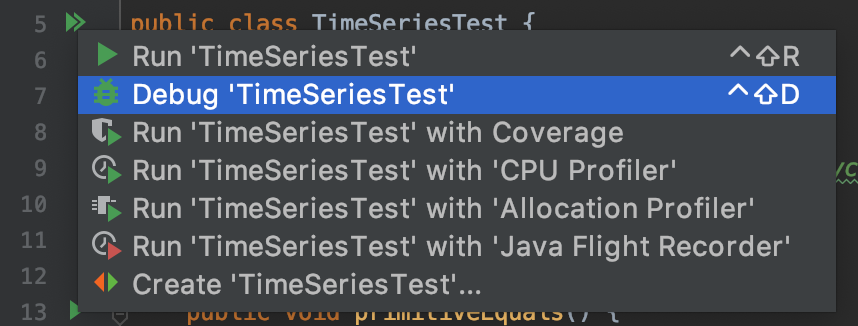 5 public class TimeSeriesTest {
6 Run 'TimeSeriesTest' ^⇧R
7 Debug 'TimeSeriesTest' ^⇧D
8 Run 'TimeSeriesTest' with Coverage
9 Run 'TimeSeriesTest' with 'CPU Profiler'
10 Run 'TimeSeriesTest' with 'Allocation Profiler'
11 Run 'TimeSeriesTest' with 'Java Flight Recorder'
12 Create 'TimeSeriesTest'...
13 public void primitiveEquals() {